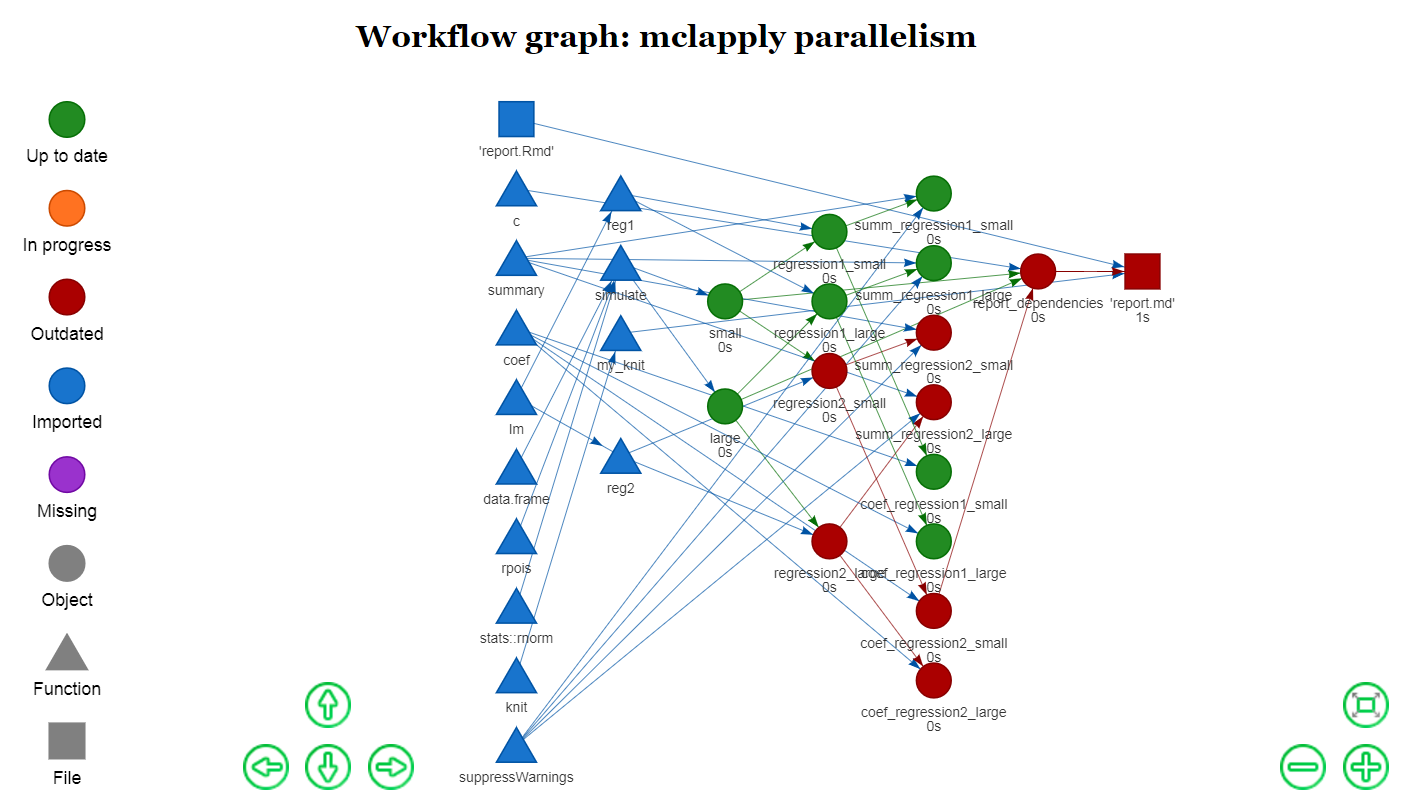 Workflow graph: mclapply parallelism
Up to date
In progress
Outdated
Imported
Missing
Object
Function
File
'report.Rmd'
c
summary
coef
lm
data.frame
rpois
stats::rnorm
knit
suppressWarnings
reg1
simulate
my_knit
reg2
small
0s
large
0s
regression1_small
0s
regression1_large
0s
regression2_small
0s
regression2_large
0s
summ_regression1_small
0s
summ_regression1_large
0s
summ_regression2_small
0s
summ_regression2_large
0s
coef_regression1_small
0s
coef_regression1_large
0s
coef_regression2_small
0s
coef_regression2_large
0s
report_dependencies
0s
'report.md'
1s